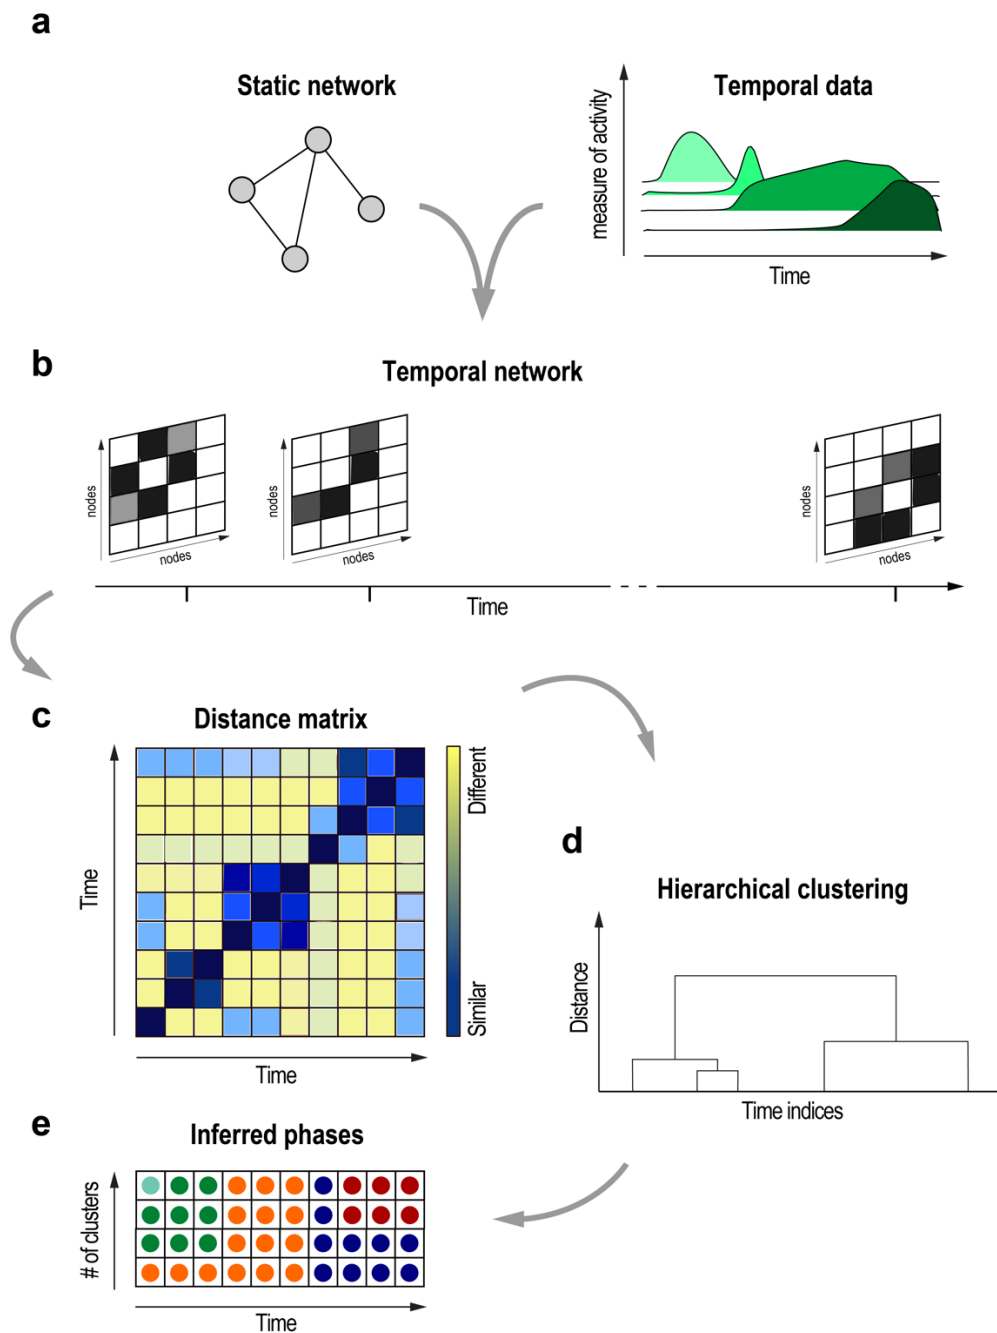 a
Static network
Temporal data
measure of activity
Time
b
Temporal network
nodes
nodes
nodes
nodes
nodes
nodes
Time
c
Distance matrix
Time
Time
Different
Similar
d
Hierarchical clustering
Distance
Time indices
e
Inferred phases
# of clusters
Time